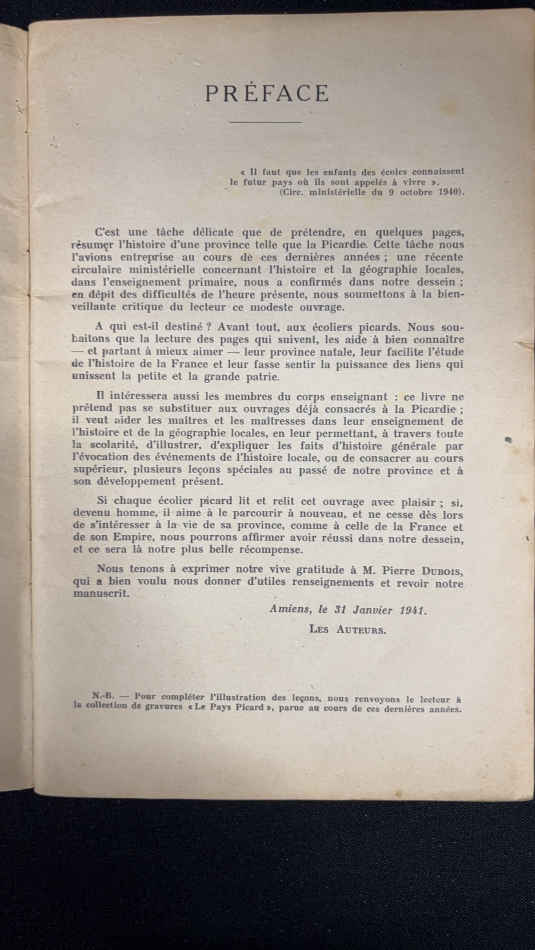 PRÉFACE
« Il faut que les enfants des écoles connaissent
le futur pays où ils sont appelés à vivre ».
(Circ. ministérielle du 9 octobre 1940).
C'est une tâche délicate que de prétendre, en quelques pages,
résumer l'histoire d'une province telle que la Picardie. Cette tâche nous
l'avions entreprise au cours de ces dernières années ; une récente
circulaire ministérielle concernant l'histoire et la géographie locales,
dans l'enseignement primaire, nous a confirmés dans notre dessein ;
en dépit des difficultés de l'heure présente, nous soumettons à la bien-
veillante critique du lecteur ce modeste ouvrage.
A qui est-il destiné ? Avant tout, aux écoliers picards. Nous sou-
haitons que la lecture des pages qui suivent, les aide à bien connaître
— et partant à mieux aimer — leur province natale, leur facilite l'étude
de l'histoire de la France et leur fasse sentir la puissance des liens qui
unissent la petite et la grande patrie.
Il intéressera aussi les membres du corps enseignant : ce livre ne
prétend pas se substituer aux ouvrages déjà consacrés à la Picardie ;
il veut aider les maîtres et les maîtresses dans leur enseignement de
l'histoire et de la géographie locales, en leur permettant, à travers toute
la scolarité, d'illustrer, d'expliquer les faits d'histoire générale par
l'évocation des événements de l'histoire locale, ou de consacrer au cours
supérieur, plusieurs leçons spéciales au passé de notre province et à
son développement présent.
Si chaque écolier picard lit et relit cet ouvrage avec plaisir ; si,
devenu homme, il aime à le parcourir à nouveau, et ne cesse dès lors
de s'intéresser à la vie de sa province, comme à celle de la France et
de son Empire, nous pourrons affirmer avoir réussi dans notre dessein,
et ce sera là notre plus belle récompense.
Nous tenons à exprimer notre vive gratitude à M. Pierre DUBOIS,
qui a bien voulu nous donner d'utiles renseignements et revoir notre
manuscrit.
Amiens, le 31 Janvier 1941.
LES AUTEURS.
N.-B. — Pour compléter l'illustration des leçons, nous renvoyons le lecteur à
la collection de gravures « Le Pays Picard », parue au cours de ces dernières années.